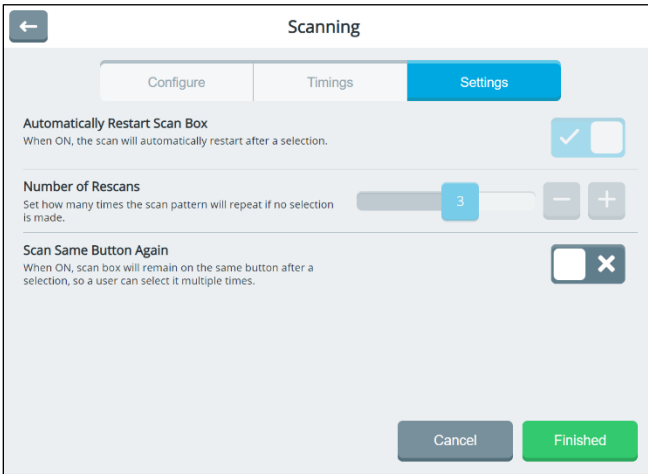 Scanning
Configure
Timings
Settings
Automatically Restart Scan Box
When ON, the scan will automatically restart after a selection.
Number of Rescans
Set how many times the scan pattern will repeat if no selection
is made.
3
Scan Same Button Again
When ON, scan box will remain on the same button after a
selection, so a user can select it multiple times.
Cancel
Finished